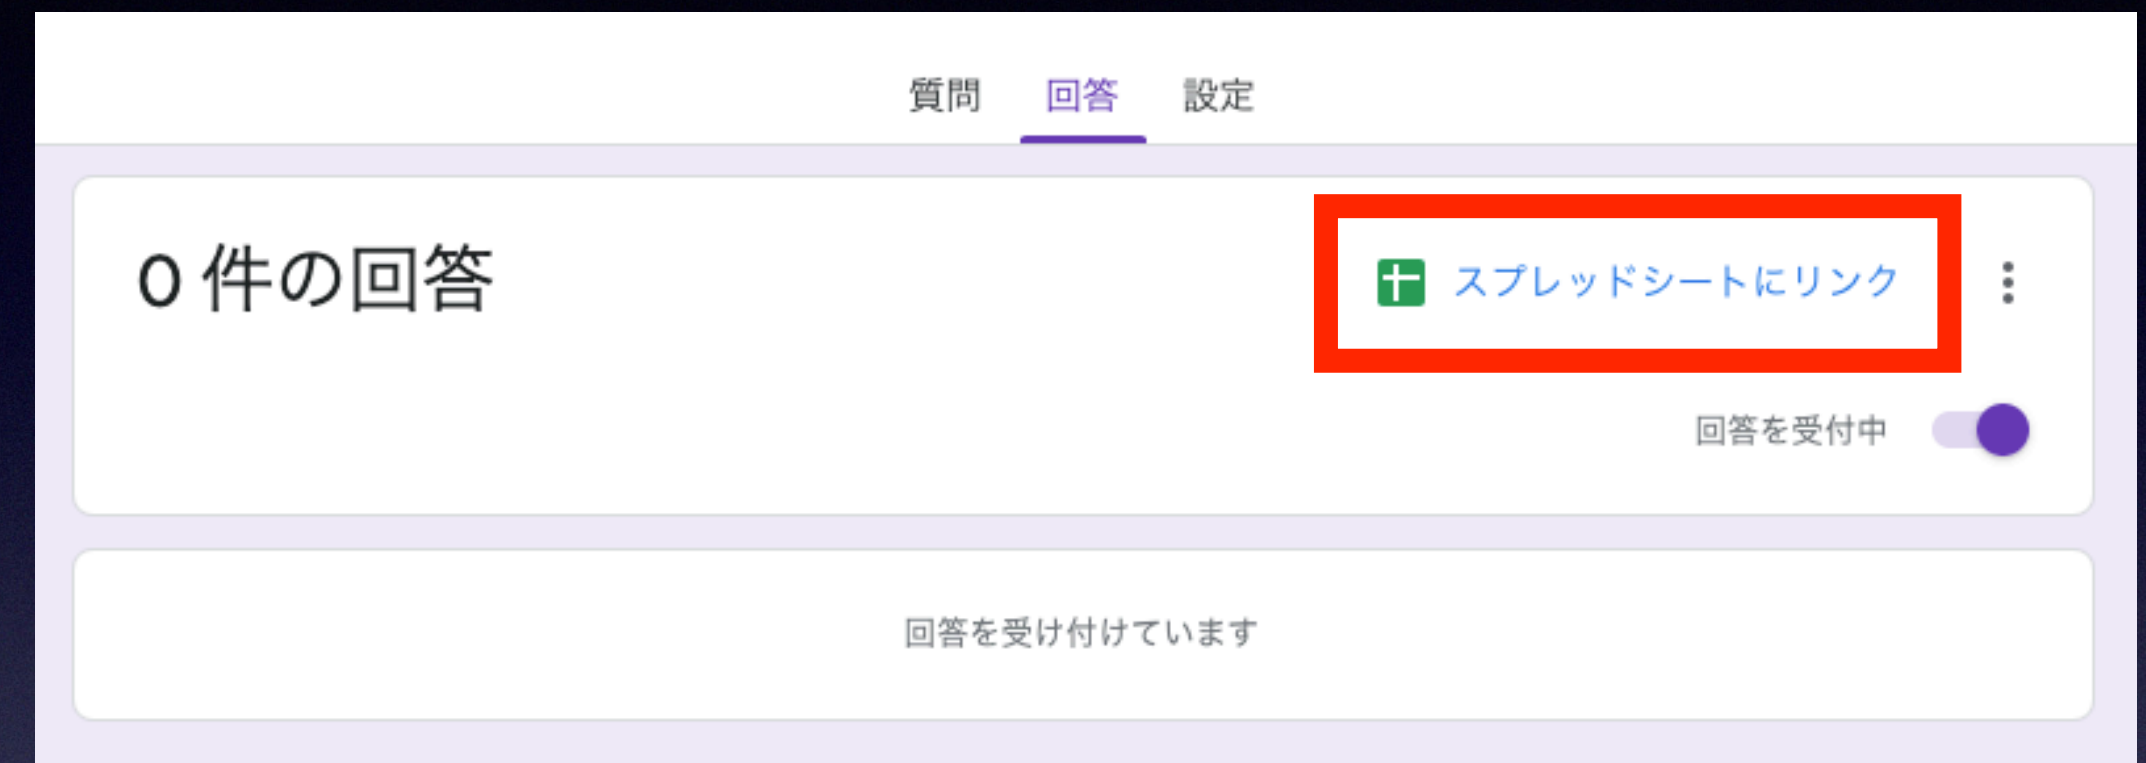 質問 回答 設定
0 件の回答
スプレッドシートにリンク
回答を受付中
回答を受け付けています